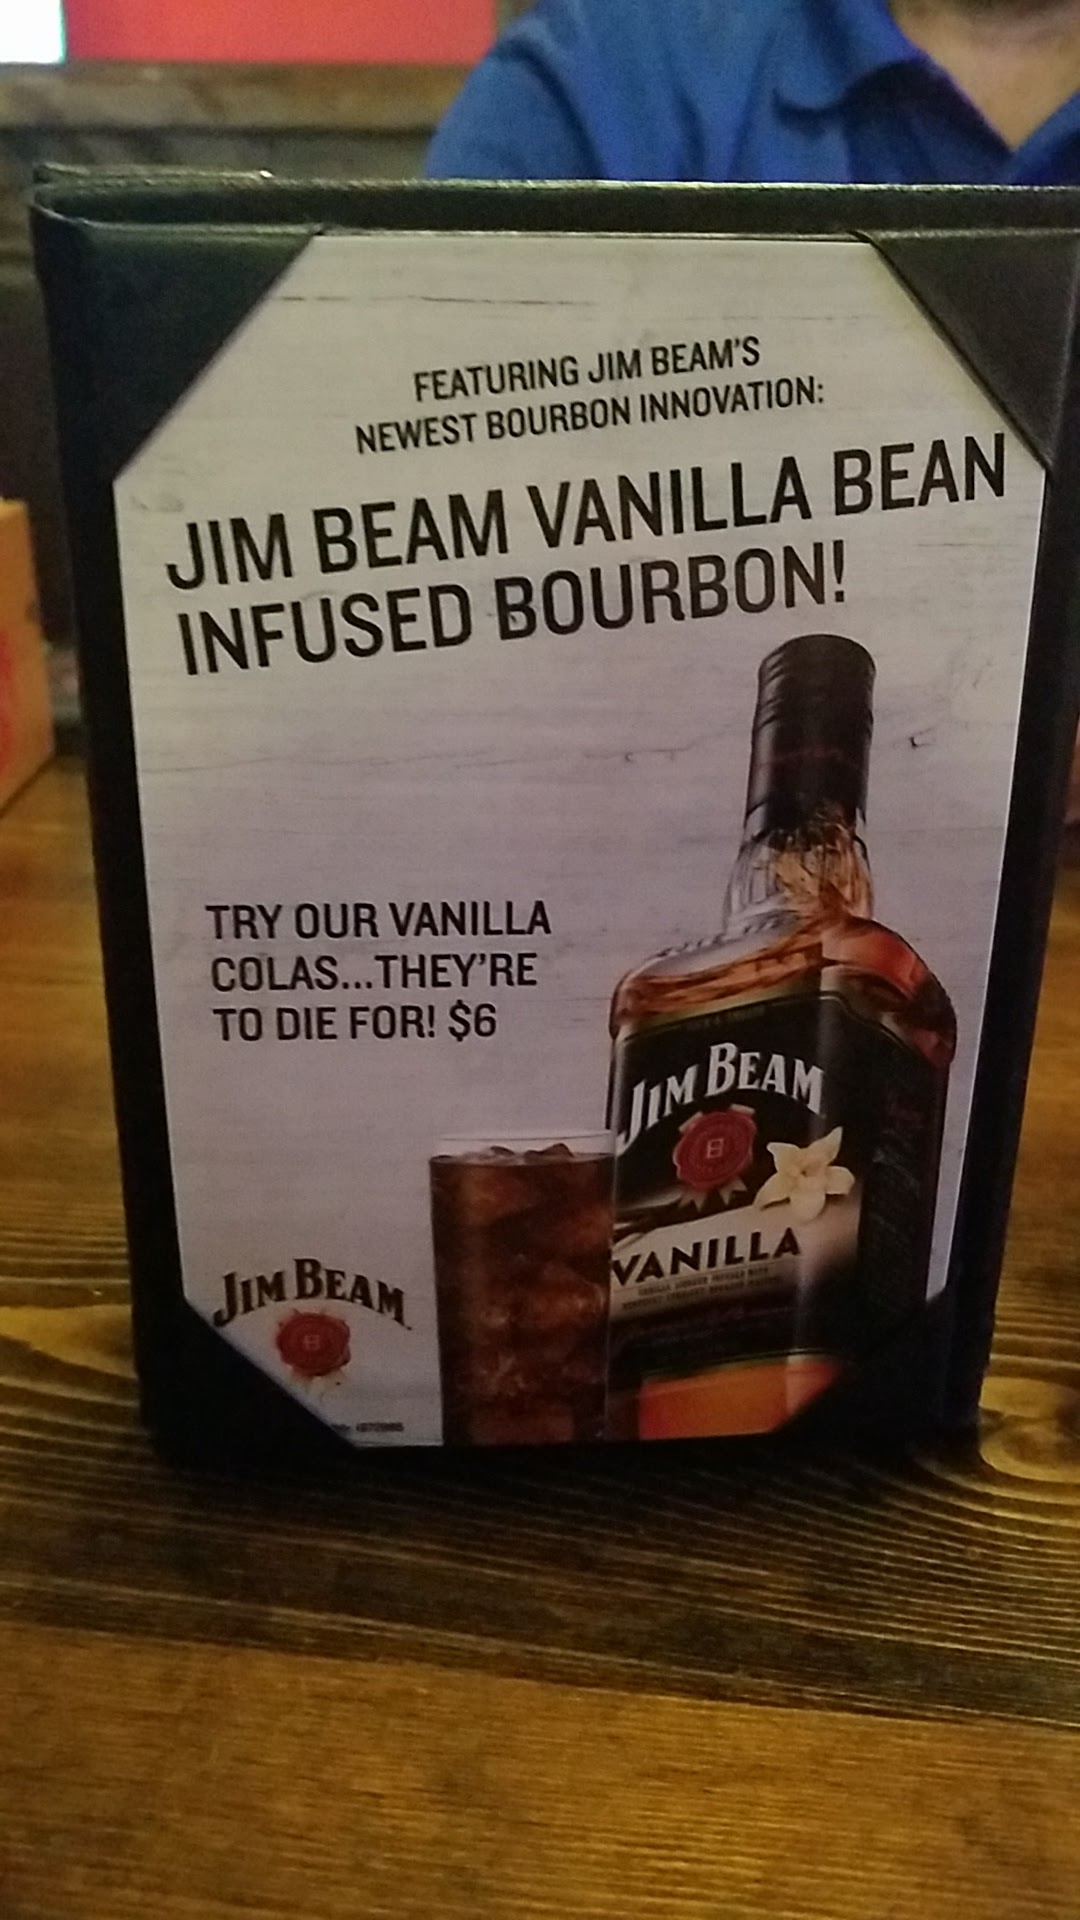 FEATURING JIM BEAM'S
NEWEST BOURBON INNOVATION:
JIM BEAM VANILLA BEAN
INFUSED BOURBON!
TRY OUR VANILLA
COLAS...THEY'RE
TO DIE FOR! $6
JIM BEAM
B
VANILLA
JIM BEAM
B